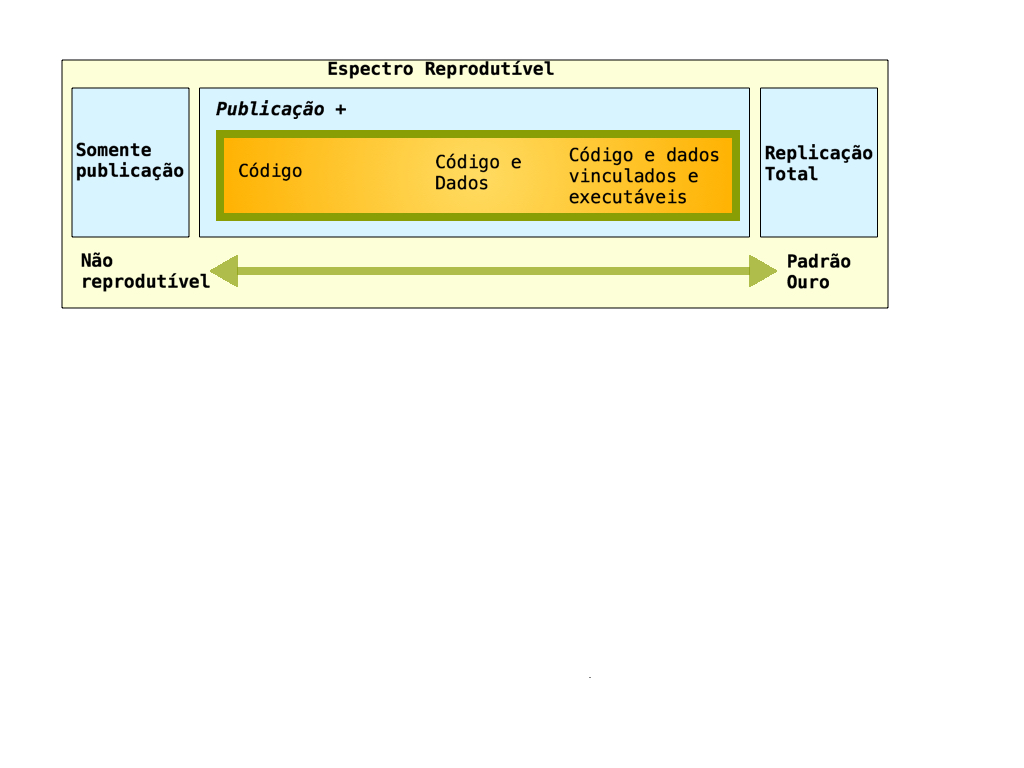 Espectro Reprodutível
Somente
publicação
Publicação +
Código
Código e
Dados
Código e dados
vinculados e
executáveis
Replicação
Total
Não
reprodutível
Padrão
Ouro